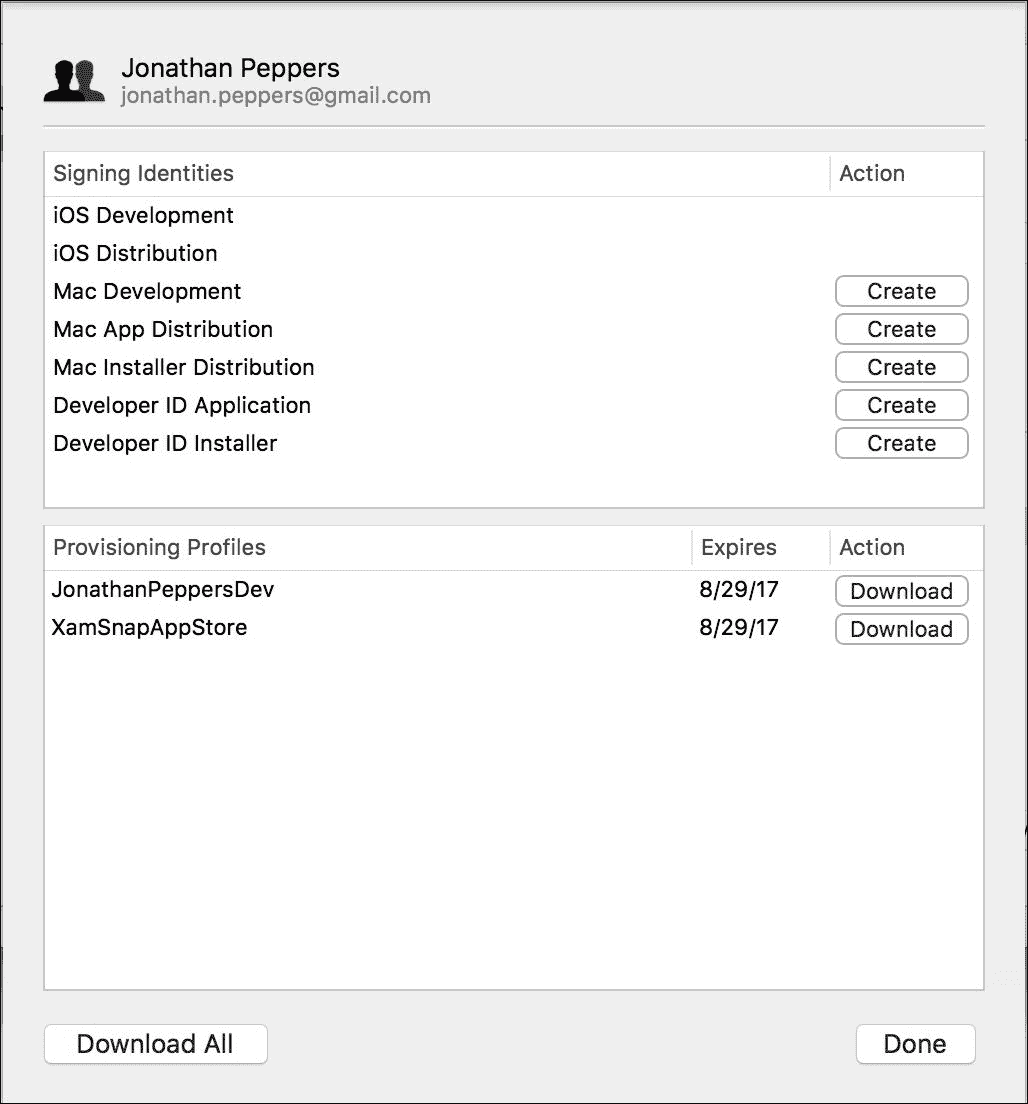 Jonathan Peppers
jonathan.peppers@gmail.com
Signing Identities Action
iOS Development
iOS Distribution
Mac Development Create
Mac App Distribution Create
Mac Installer Distribution Create
Developer ID Application Create
Developer ID Installer Create
Provisioning Profiles Expires Action
JonathanPeppersDev 8/29/17 Download
XamSnapAppStore 8/29/17 Download
Download All Done